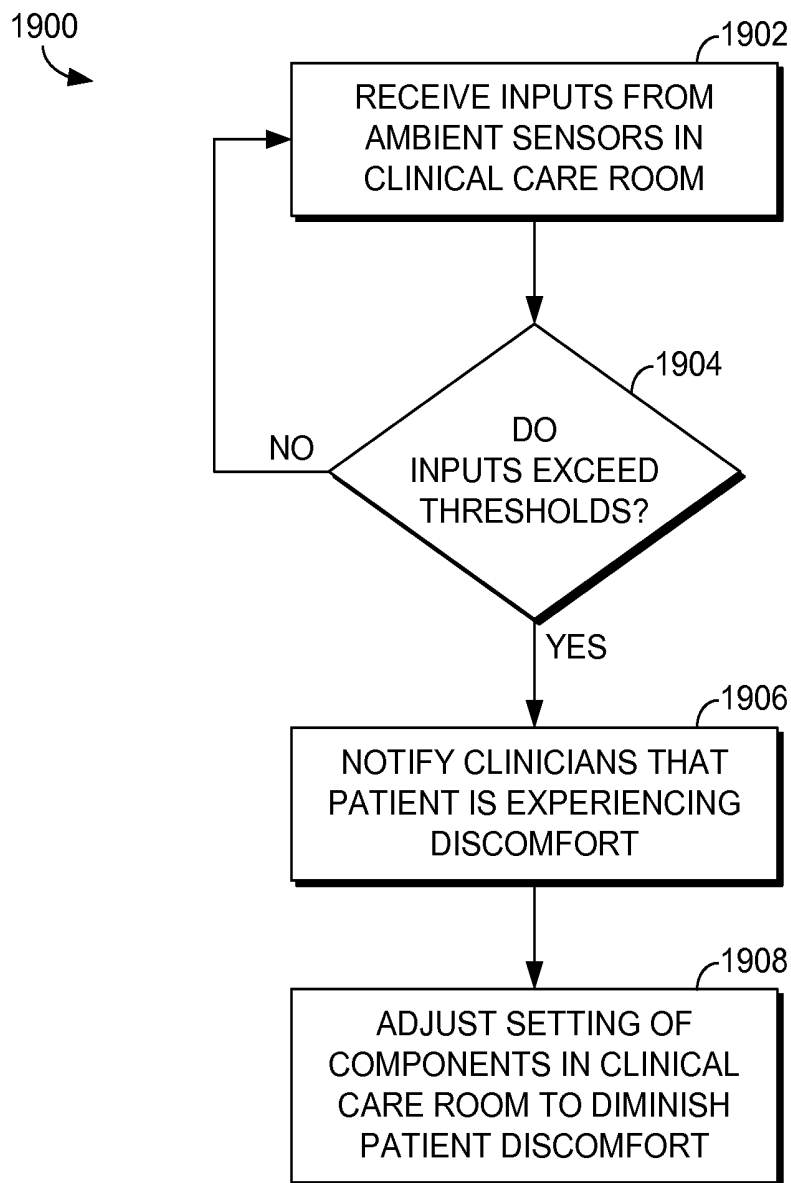 1900
1902
RECEIVE INPUTS FROM
AMBIENT SENSORS IN
CLINICAL CARE ROOM
1904
DO
INPUTS EXCEED
THRESHOLDS?
NO
YES
1906
NOTIFY CLINICIANS THAT
PATIENT IS EXPERIENCING
DISCOMFORT
1908
ADJUST SETTING OF
COMPONENTS IN CLINICAL
CARE ROOM TO DIMINISH
PATIENT DISCOMFORT